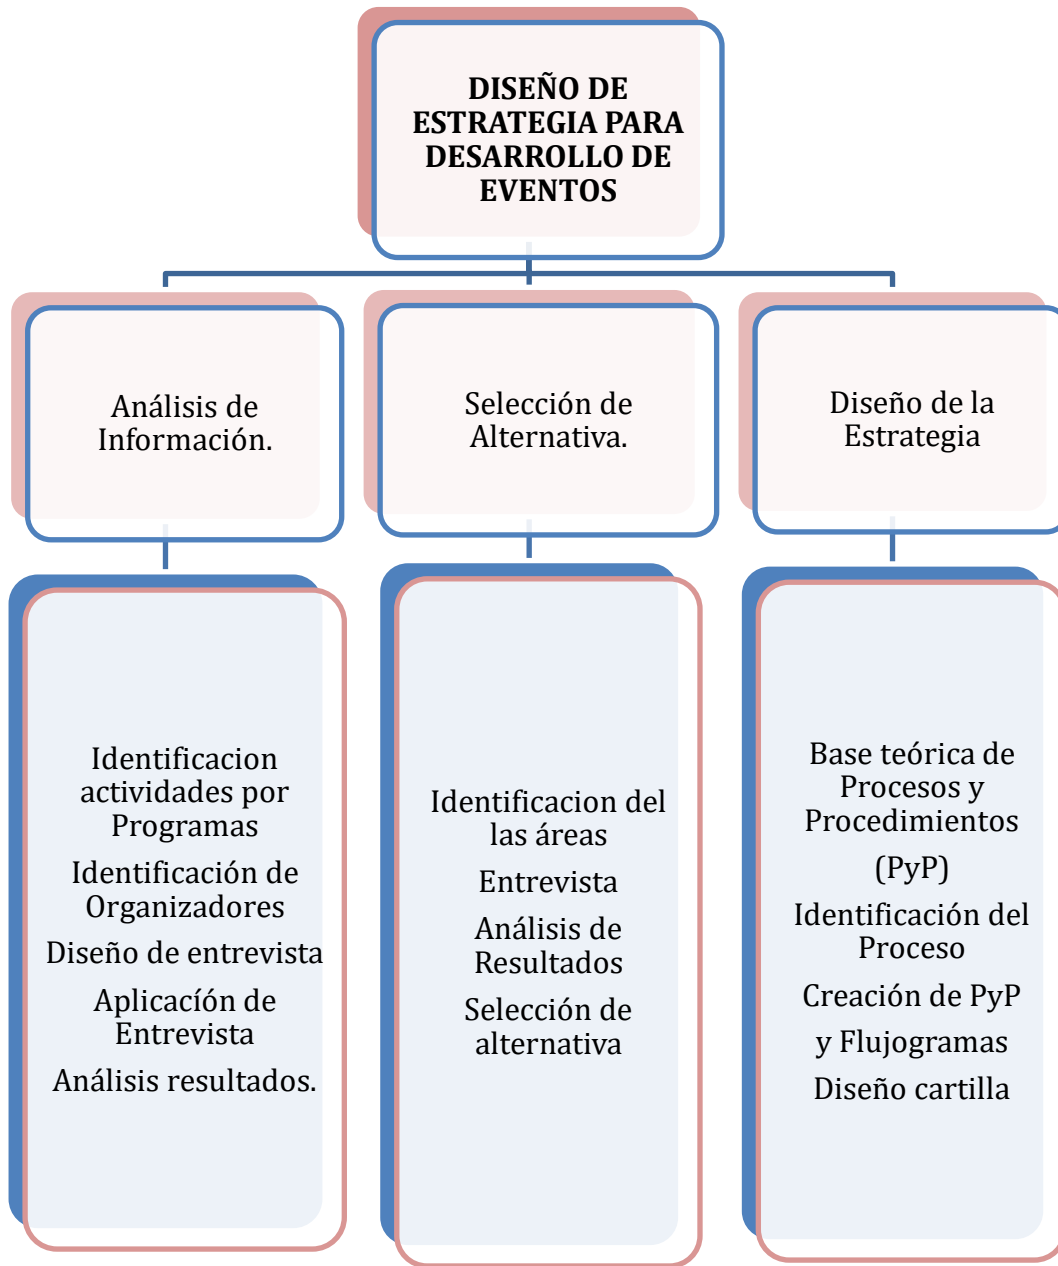 DISEÑO DE
ESTRATEGIA PARA
DESARROLLO DE
EVENTOS
Análisis de
Información.
Selección de
Alternativa.
Diseño de la
Estrategia
Identificacion
actividades por
Programas
Identificación de
Organizadores
Diseño de entrevista
Aplicacíón de
Entrevista
Análisis resultados.
Identificacion del
las áreas
Entrevista
Análisis de
Resultados
Selección de
alternativa
Base teórica de
Procesos y
Procedimientos
(PyP)
Identificación del
Proceso
Creación de PyP
y Flujogramas
Diseño cartilla